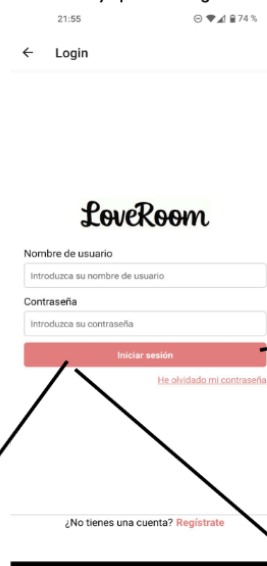 21:55 74 %
← Login
LoveRoom
Nombre de usuario
Introduzca su nombre de usuario
Contraseña
Introduzca su contraseña
Iniciar sesión
He olvidado mi contraseña
¿No tienes una cuenta? Regístrate